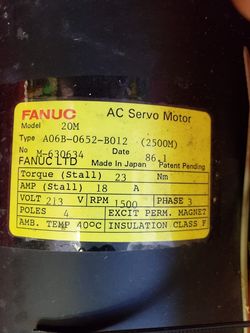 FANUC AC Servo Motor
Model 20M
Type A06B-0652-B012 (2500M)
No M-630634 Date 86.1
FANUC LTD Made In Japan Patent Pending
Torque (Stall) 23 Nm
AMP (Stall) 18 A
VOLT 213 V RPM 1500 PHASE 3
POLES 4 EXCIT PERM. MAGNET
AMB. TEMP 40°C INSULATION CLASS F